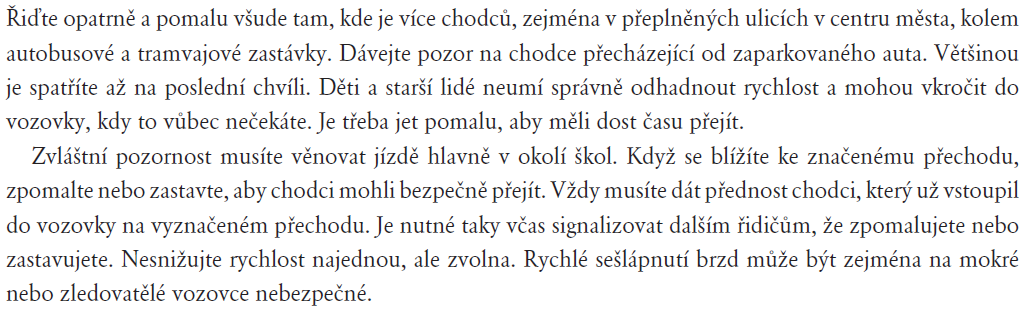 Řiďte opatrně a pomalu všude tam, kde je více chodců, zejména v přeplněných ulicích v centru města, kolem
autobusové a tramvajové zastávky. Dávejte pozor na chodce přecházející od zaparkovaného auta. Většinou
je spatříte až na poslední chvíli. Děti a starší lidé neumí správně odhadnout rychlost a mohou vkročit do
vozovky, kdy to vůbec nečekáte. Je třeba jet pomalu, aby měli dost času přejít.
Zvláštní pozornost musíte věnovat jízdě hlavně v okolí škol. Když se blížíte ke značenému přechodu,
zpomalte nebo zastavte, aby chodci mohli bezpečně přejít. Vždy musíte dát přednost chodci, který už vstoupil
do vozovky na vyznačeném přechodu. Je nutné taky včas signalizovat dalším řidičům, že zpomalujete nebo
zastavujete. Nesnižujte rychlost najednou, ale zvolna. Rychlé sešlápnutí brzd může být zejména na mokré
nebo zledovatělé vozovce nebezpečné.